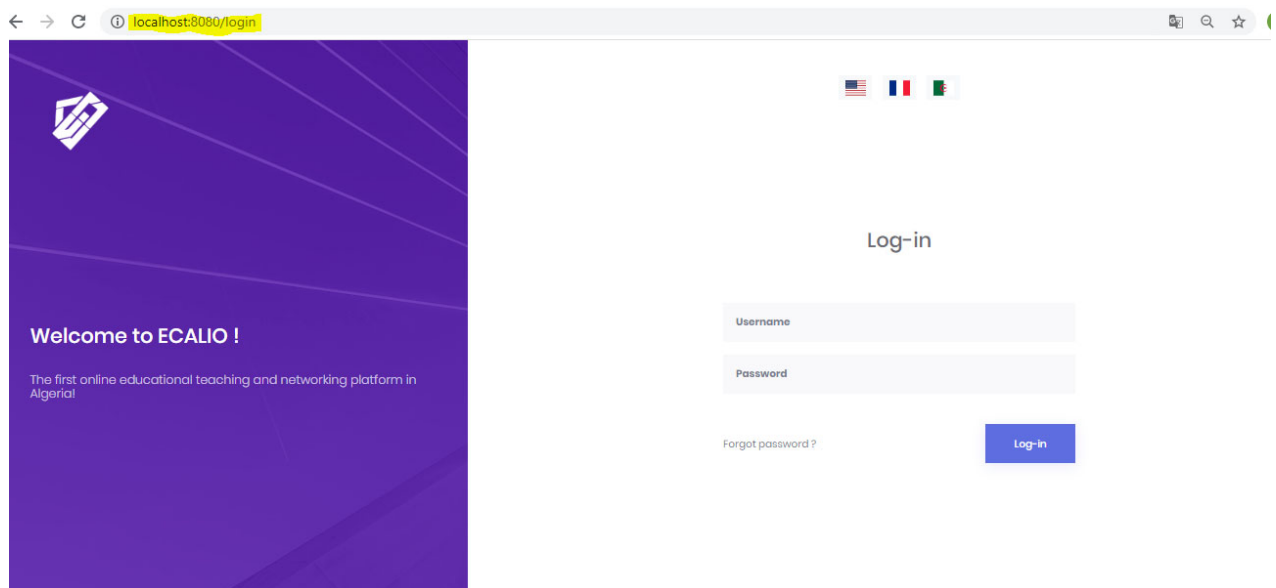 localhost:8080/login
Log-in
Username
Password
Forgot password ?
Log-in
Welcome to ECALIO !
The first online educational teaching and networking platform in
Algeria!